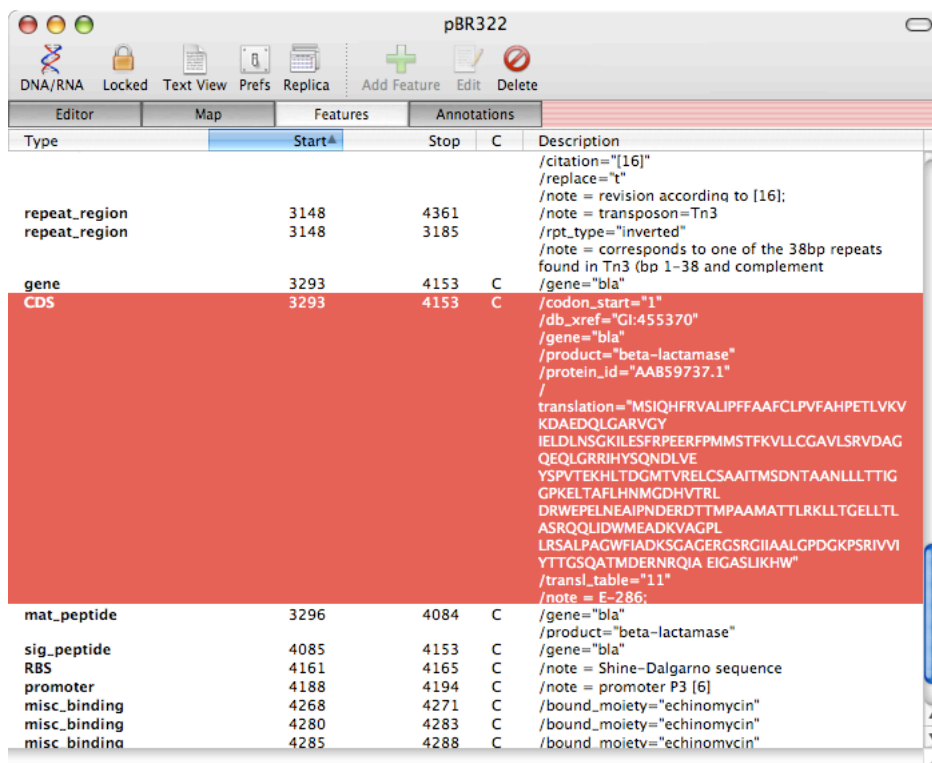 pBR322
DNA/RNA Locked Text View Prefs Replica Add Feature Edit Delete
Editor Map Features Annotations
Type Start Stop C Description
/citation="[16]"
/replace="t"
/note = revision according to [16];
repeat_region 3148 4361 /note = transposon=Tn3
repeat_region 3148 3185 /rpt_type="inverted"
/note = corresponds to one of the 38bp repeats
found in Tn3 (bp 1-38 and complement
gene 3293 4153 C /gene="bla"
CDS 3293 4153 C /codon_start="1"
/db_xref="GI:455370"
/gene="bla"
/product="beta-lactamase"
/protein_id="AAB59737.1"
/
translation="MSIQHFRVALIPFFAAFCLPVFAHPETLVKV
KDAEDQLGARVGY
IELDLNSGKILESFRPEERFPMMSTFKVLLCGAVLSRVDAG
QEQLGRRIHYSQNDLVE
YSPVTEKHLTDGMTVRELCSAAITMSDNTAANLLLTTIG
GPKELTAFLHNMGDHVTRL
DRWEPELNEAIPNDERDTTMPAAMATTLRKLLTGELLTL
ASRQQLIDWMEADKVAGPL
LRSALPAGWFIADKSGAGERGSRGIIAALGPDGKPSRIVVI
YTTGSQATMDERNRQIA EIGASLIKHW"
/transl_table="11"
/note = E-286;
mat_peptide 3296 4084 C /gene="bla"
/product="beta-lactamase"
sig_peptide 4085 4153 C /gene="bla"
RBS 4161 4165 C /note = Shine-Dalgarno sequence
promoter 4188 4194 C /note = promoter P3 [6]
misc_binding 4268 4271 C /bound_moiety="echinomycin"
misc_binding 4280 4283 C /bound_moiety="echinomycin"
misc_binding 4285 4288 C /bound_moiety="echinomycin"